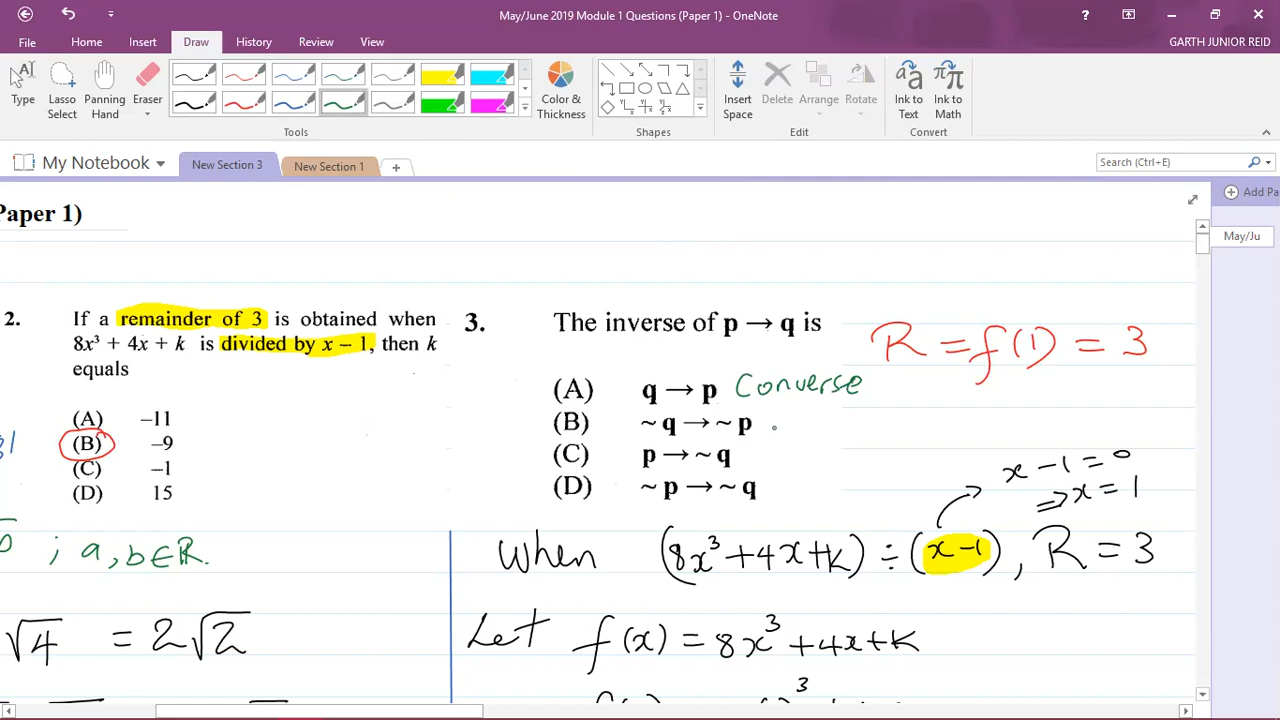 May/June 2019 Module 1 Questions (Paper 1) - OneNote
File Home Insert Draw History Review View
GARTH JUNIOR REID
Type
Lasso Select
Panning Hand
Eraser
Color & Thickness
Insert Space
Delete
Arrange
Rotate
Ink to Text
Ink to Math
Tools
Shapes
Edit
Convert
My Notebook
New Section 3
New Section 1
Search (Ctrl+E)
Add Pa
May/Ju
Paper 1)
2. If a remainder of 3 is obtained when
8x³ + 4x + k is divided by x − 1, then k
equals
(A) −11
(B) −9
(C) −1
(D) 15
3. The inverse of p → q is
(A) q → p Converse
(B) ~ q → ~ p
(C) p → ~ q
(D) ~ p → ~ q
R = f(1) = 3
x − 1 = 0
⇒ x = 1
; a, b ∈ R.
√4 = 2√2
When (8x³ + 4x + k) ÷ (x − 1), R = 3
Let f(x) = 8x³ + 4x + k